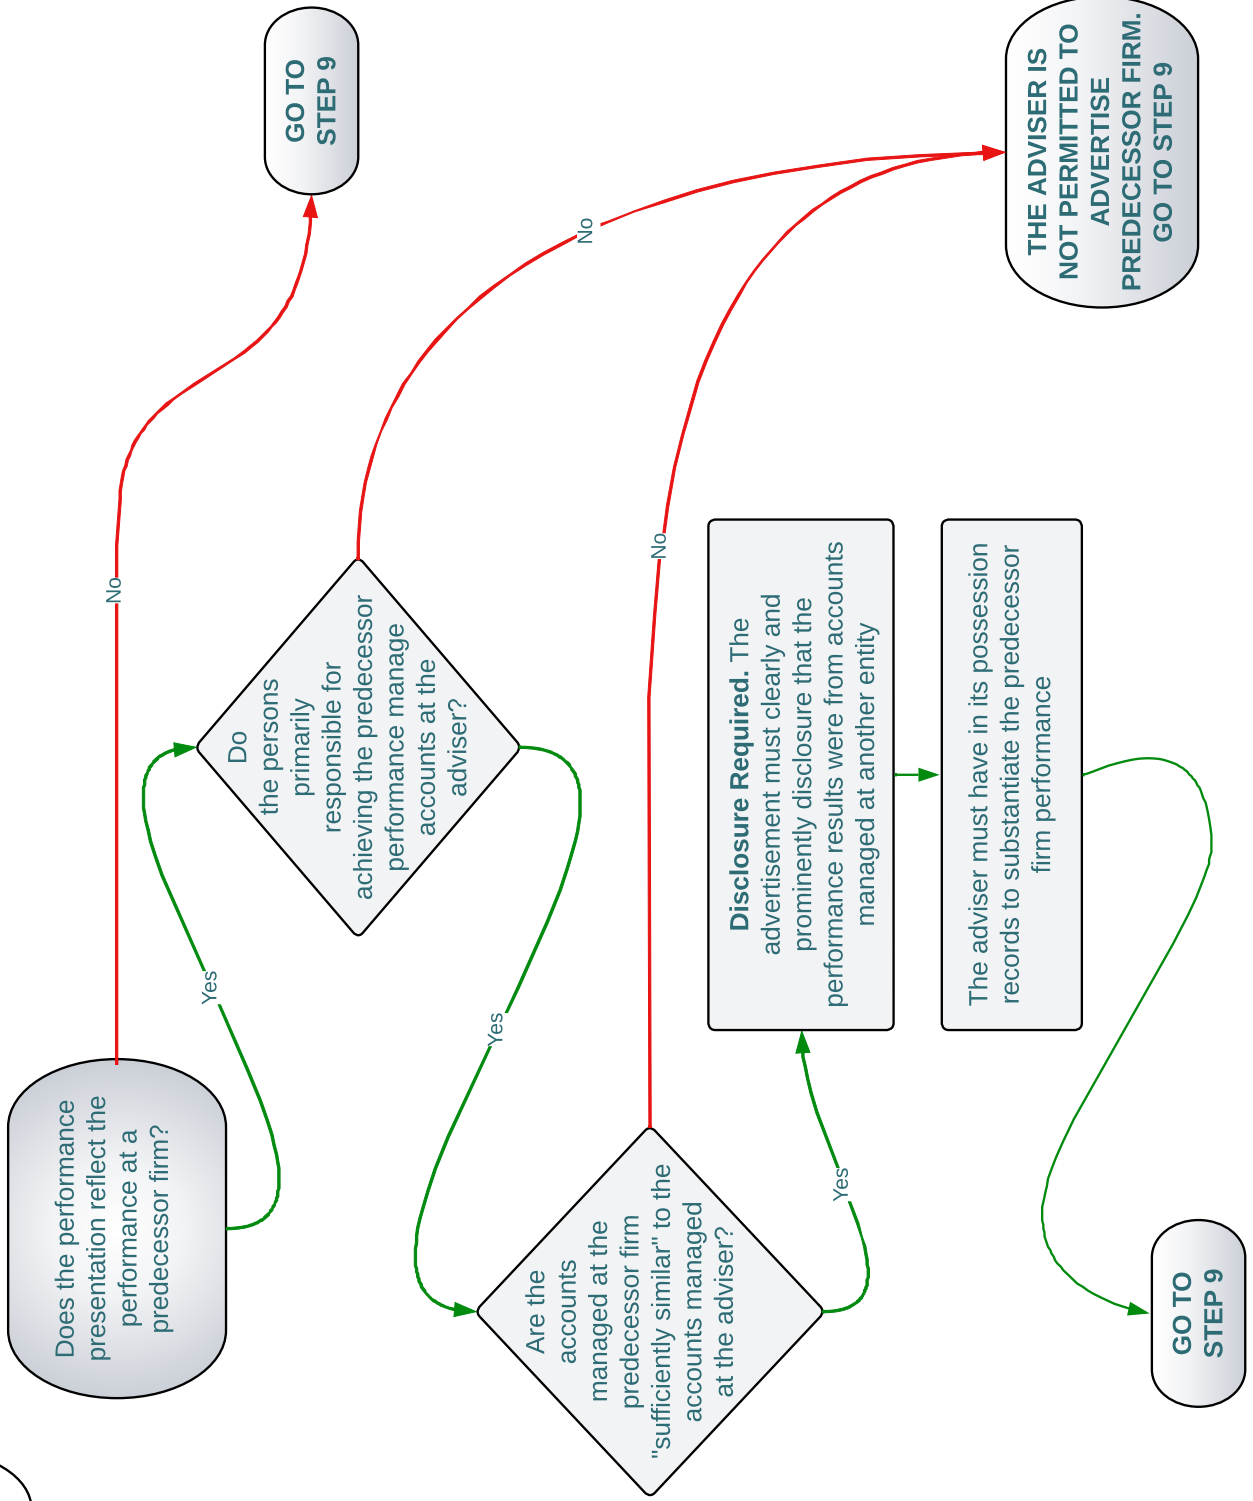 Does the performance
presentation reflect the
performance at a
predecessor firm?
No
GO TO
STEP 9
Yes
Do
the persons
primarily
responsible for
achieving the predecessor
performance manage
accounts at the
adviser?
No
THE ADVISER IS
NOT PERMITTED TO
ADVERTISE
PREDECESSOR FIRM.
GO TO STEP 9
Yes
Are the
accounts
managed at the
predecessor firm
"sufficiently similar" to the
accounts managed
at the adviser?
No
Yes
Disclosure Required. The
advertisement must clearly and
prominently disclosure that the
performance results were from accounts
managed at another entity
The adviser must have in its possession
records to substantiate the predecessor
firm performance
GO TO
STEP 9